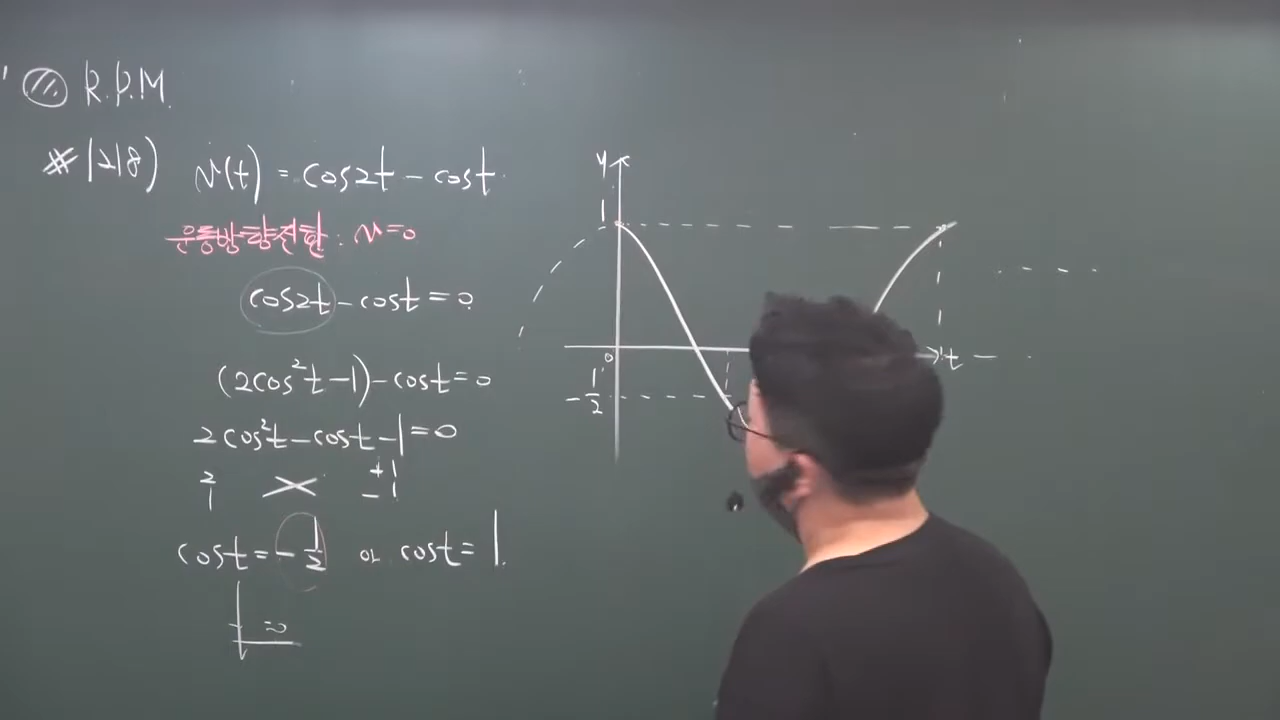 R.P.M.
#1218) v(t) = cos2t - cost
운동방향전환 : v=0
cos2t - cost = 0
(2cos²t-1) - cost = 0
2cos²t - cost - 1 = 0
2 +1
1 -1
cost = -1/2 or cost = 1.
t = 0
y
1
0
t
-1/2